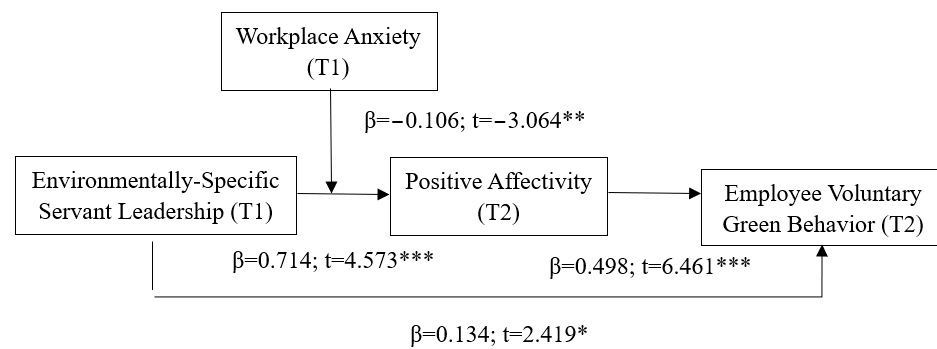 Workplace Anxiety
(T1)
β=−0.106; t=−3.064**
Environmentally-Specific
Servant Leadership (T1)
Positive Affectivity
(T2)
Employee Voluntary
Green Behavior (T2)
β=0.714; t=4.573***
β=0.498; t=6.461***
β=0.134; t=2.419*